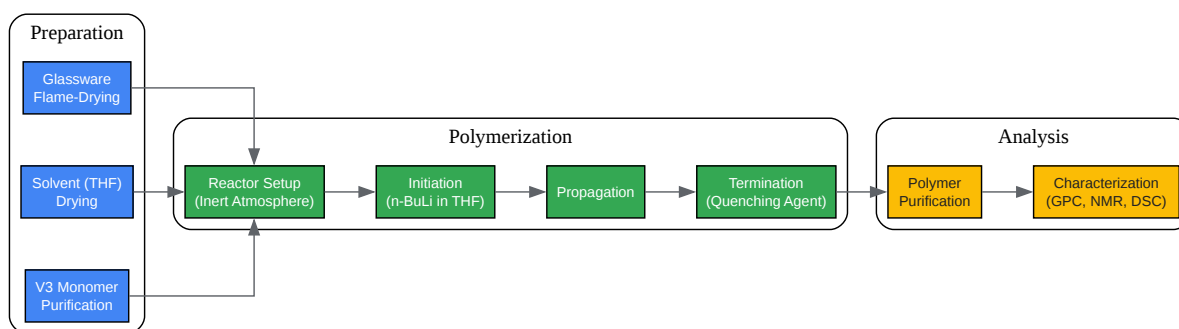 Preparation
Glassware
Flame-Drying
Solvent (THF)
Drying
V3 Monomer
Purification
Polymerization
Reactor Setup
(Inert Atmosphere)
Initiation
(n-BuLi in THF)
Propagation
Termination
(Quenching Agent)
Analysis
Polymer
Purification
Characterization
(GPC, NMR, DSC)